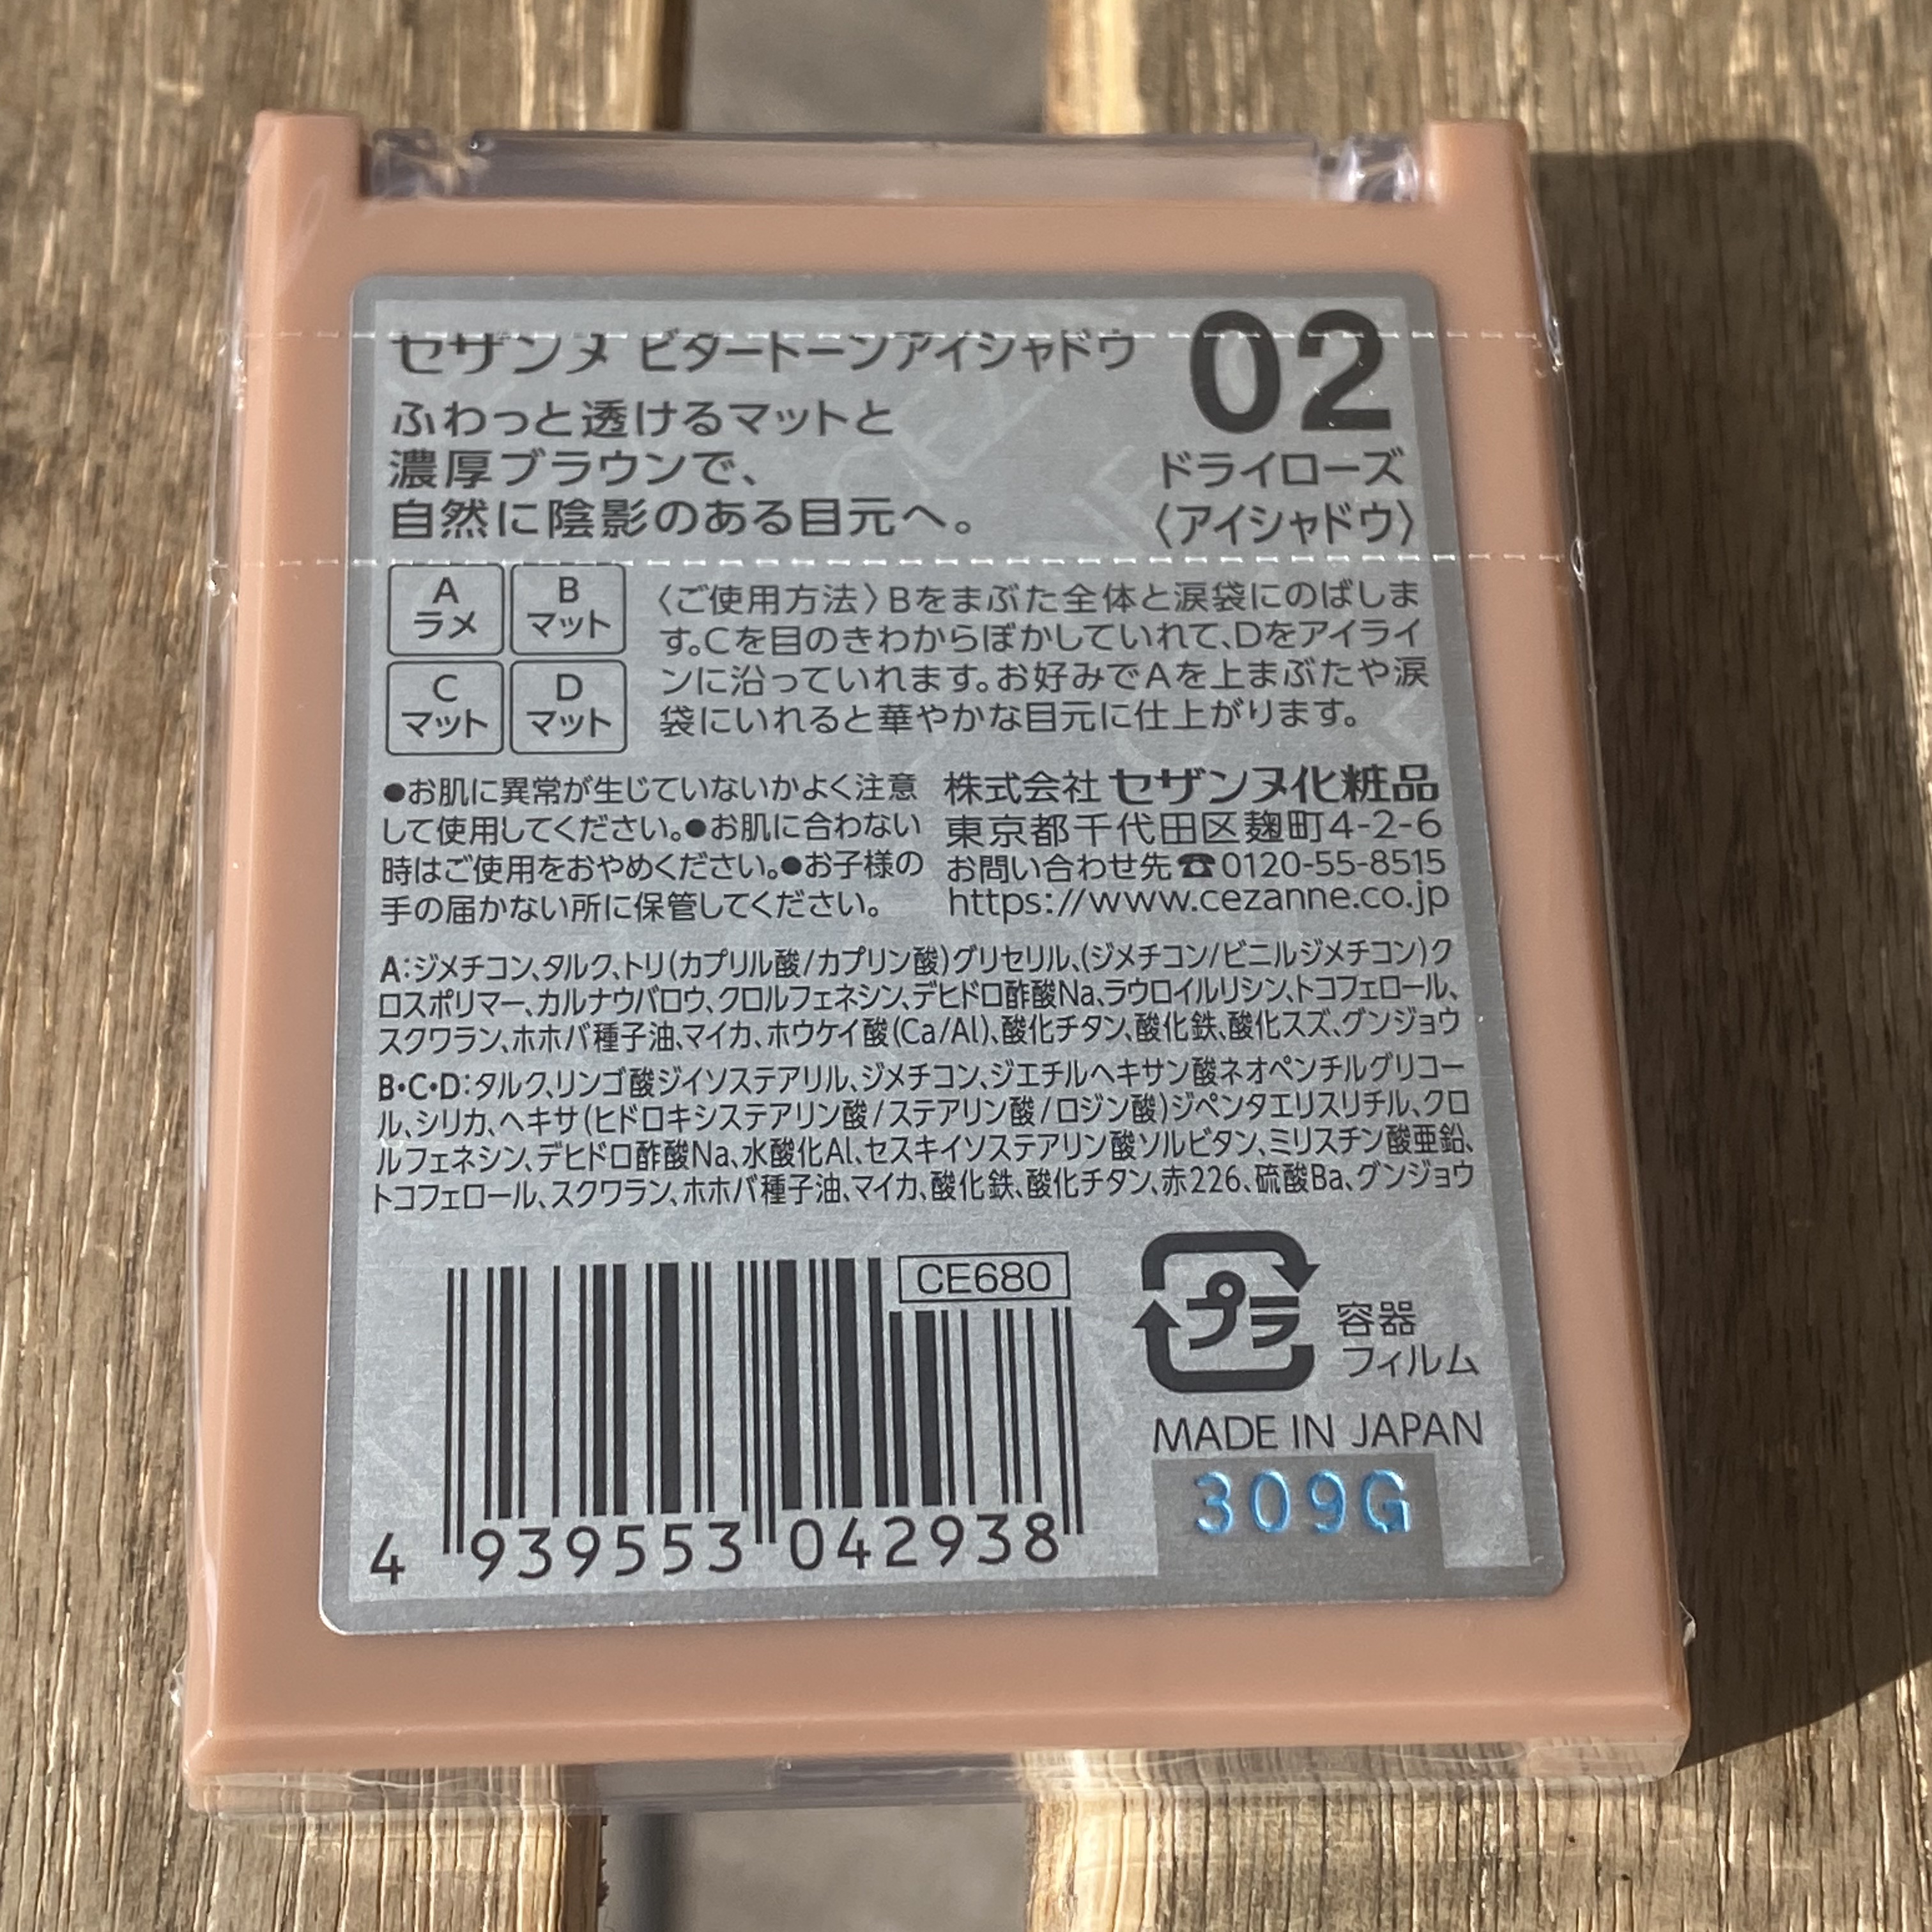 セザンヌ ビタートーンアイシャドウ
02
ふわっと透けるマットと
濃厚ブラウンで、
自然に陰影のある目元へ。
ドライローズ
〈アイシャドウ〉
A
ラメ
B
マット
C
マット
D
マット
〈ご使用方法〉Bをまぶた全体と涙袋にのばしま
す。Cを目のきわからぼかしていれて、Dをアイライ
ンに沿っていれます。お好みでAを上まぶたや涙
袋にいれると華やかな目元に仕上がります。
●お肌に異常が生じていないかよく注意
して使用してください。●お肌に合わない
時はご使用をおやめください。●お子様の
手の届かない所に保管してください。
株式会社 セザンヌ化粧品
東京都千代田区麹町4-2-6
お問い合わせ先☎0120-55-8515
https://www.cezanne.co.jp
A:ジメチコン、タルク、トリ(カプリル酸/カプリン酸)グリセリル、(ジメチコン/ビニルジメチコン)ク
ロスポリマー、カルナウバロウ、クロルフェネシン、デヒドロ酢酸Na、ラウロイルリシン、トコフェロール、
スクワラン、ホホバ種子油、マイカ、ホウケイ酸(Ca/Al)、酸化チタン、酸化鉄、酸化スズ、グンジョウ
B・C・D:タルク、リンゴ酸ジイソステアリル、ジメチコン、ジエチルヘキサン酸ネオペンチルグリコー
ル、シリカ、ヘキサ(ヒドロキシステアリン酸/ステアリン酸/ロジン酸)ジペンタエリスリチル、クロ
ルフェネシン、デヒドロ酢酸Na、水酸化Al、セスキイソステアリン酸ソルビタン、ミリスチン酸亜鉛、
トコフェロール、スクワラン、ホホバ種子油、マイカ、酸化鉄、酸化チタン、赤226、硫酸Ba、グンジョウ
CE680
4 939553 042938
プラ
容器
フィルム
MADE IN JAPAN
309G